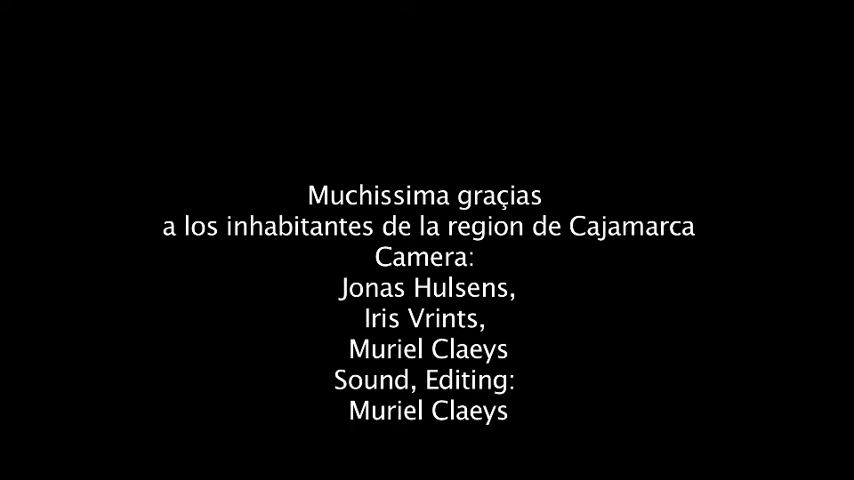 Muchissima graçias
a los inhabitantes de la region de Cajamarca
Camera:
Jonas Hulsens,
Iris Vrints,
Muriel Claeys
Sound, Editing:
Muriel Claeys